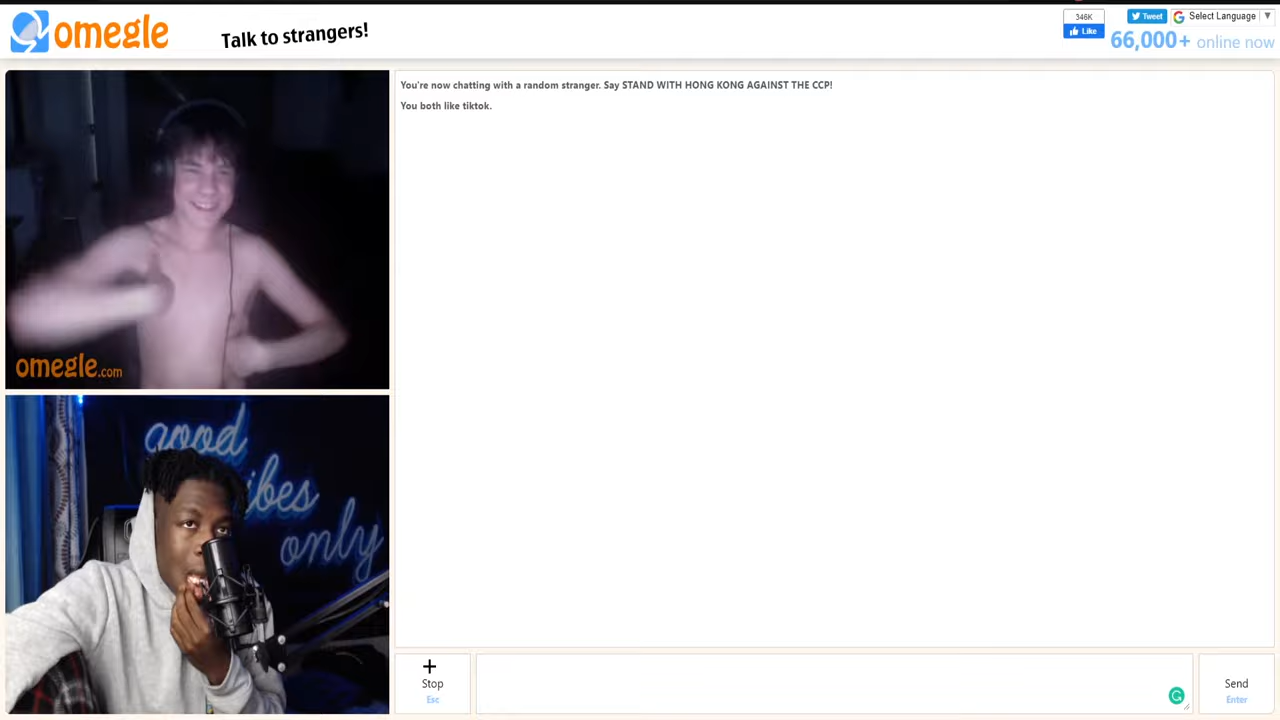 omegle
Talk to strangers!
346K
Like
Tweet
Select Language
66,000+ online now
You're now chatting with a random stranger. Say STAND WITH HONG KONG AGAINST THE CCP!
You both like tiktok.
omegle.com
good
vibes
only
Stop
Esc
Send
Enter